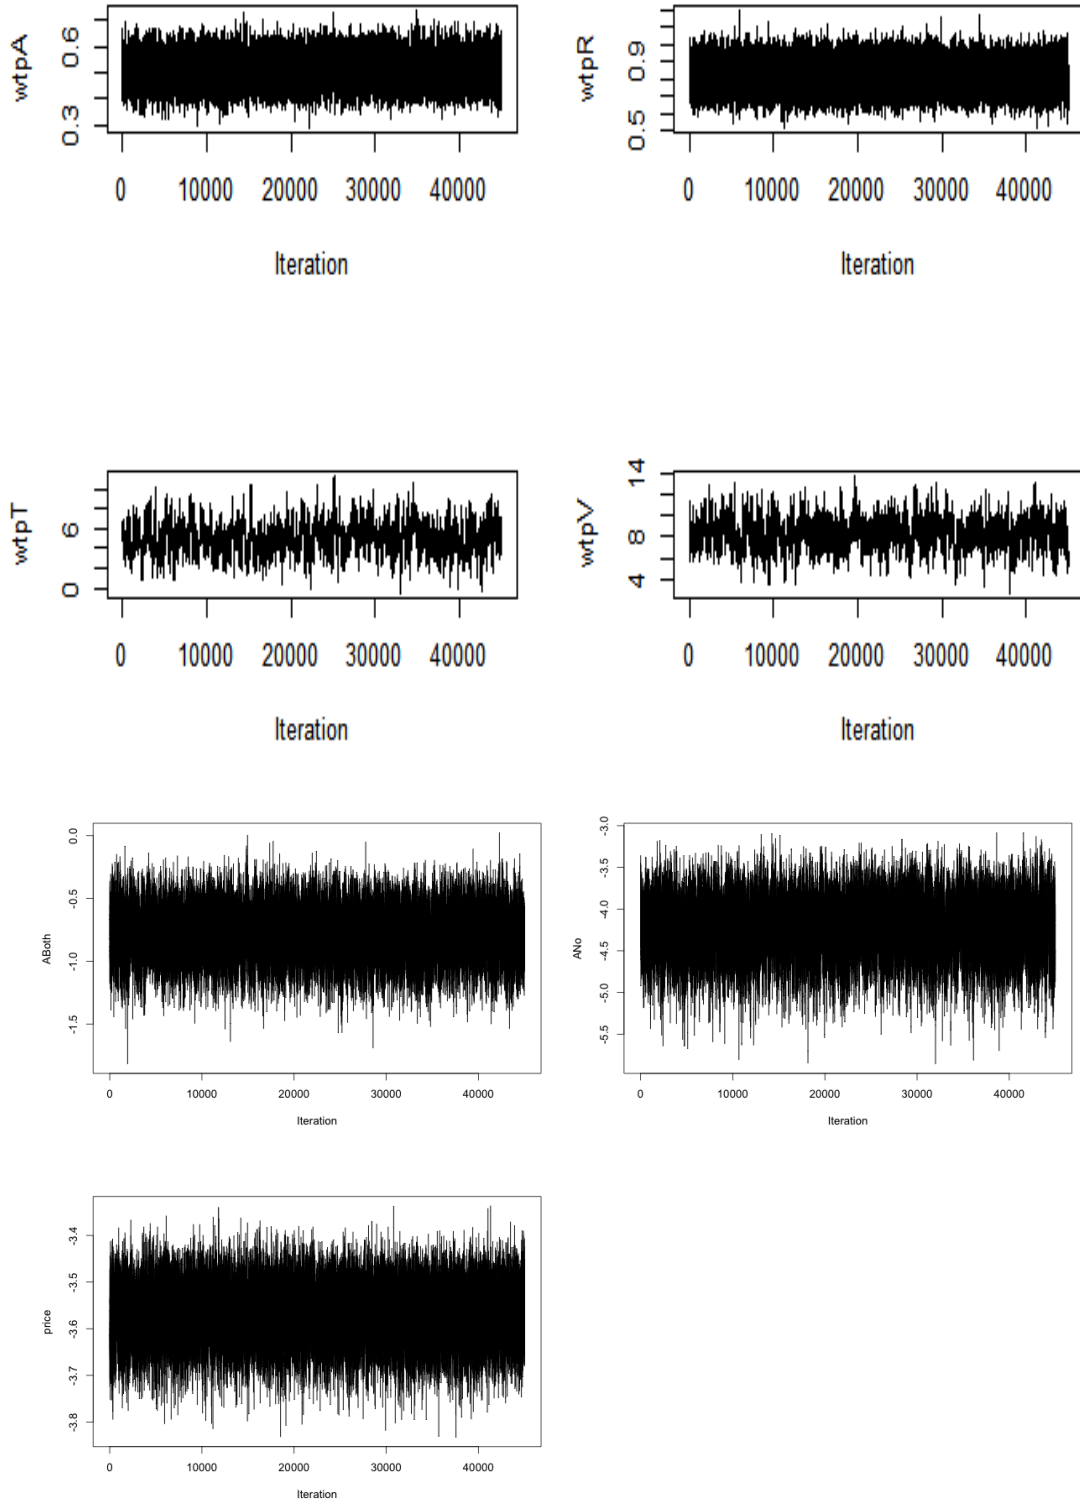 wtpA
0.6
0.3
0 10000 20000 30000 40000
Iteration
wtpR
0.9
0.5
0 10000 20000 30000 40000
Iteration
wtpT
6
0
0 10000 20000 30000 40000
Iteration
wtpV
14
8
4
0 10000 20000 30000 40000
Iteration
ABoth
0.0
-0.5
-1.0
-1.5
0 10000 20000 30000 40000
Iteration
ANo
-3.0
-3.5
-4.0
-4.5
-5.0
-5.5
0 10000 20000 30000 40000
Iteration
price
-3.4
-3.5
-3.6
-3.7
-3.8
0 10000 20000 30000 40000
Iteration